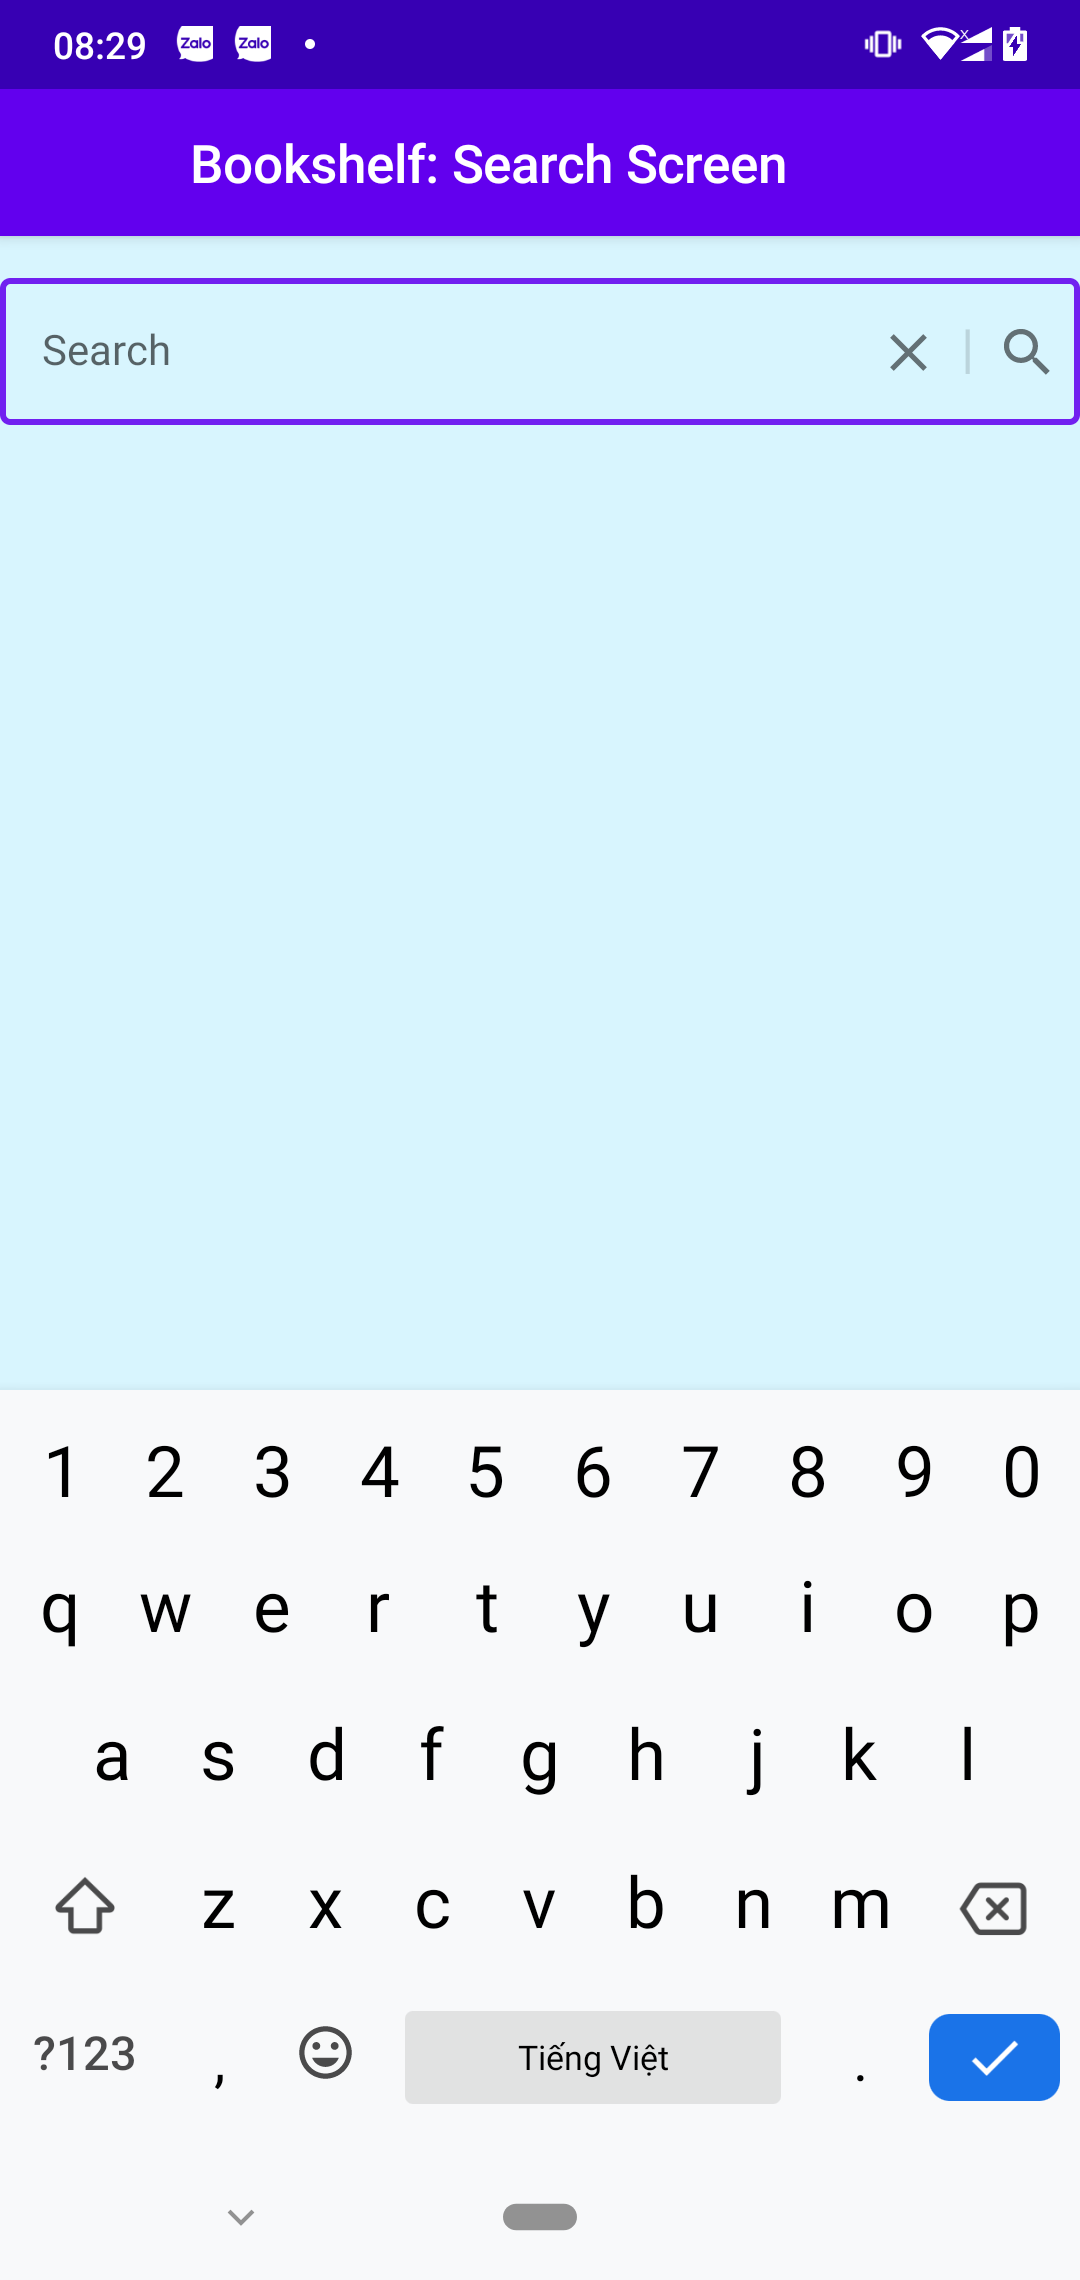 08:29 Zalo Zalo
Bookshelf: Search Screen
Search
1 2 3 4 5 6 7 8 9 0
q w e r t y u i o p
a s d f g h j k l
z x c v b n m
?123 , Tiếng Việt .